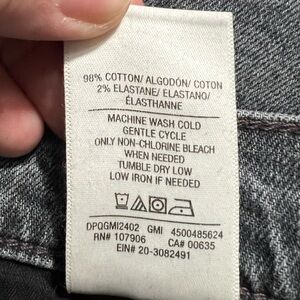 98% COTTON/ ALGODÓN/ COTON
2% ELASTANE/ ELASTANO/
ÉLASTHANNE
MACHINE WASH COLD
GENTLE CYCLE
ONLY NON-CHLORINE BLEACH
WHEN NEEDED
TUMBLE DRY LOW
LOW IRON IF NEEDED
DPQGMI2402 GMI 4500485624
RN# 107906 CA# 00635
EIN# 20-3082491